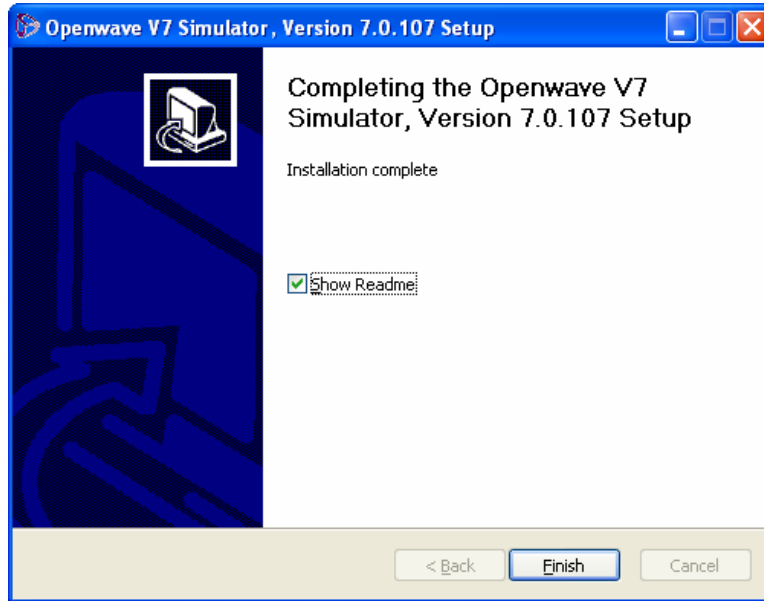 Openwave V7 Simulator, Version 7.0.107 Setup
Completing the Openwave V7
Simulator, Version 7.0.107 Setup
Installation complete
Show Readme
< Back
Finish
Cancel